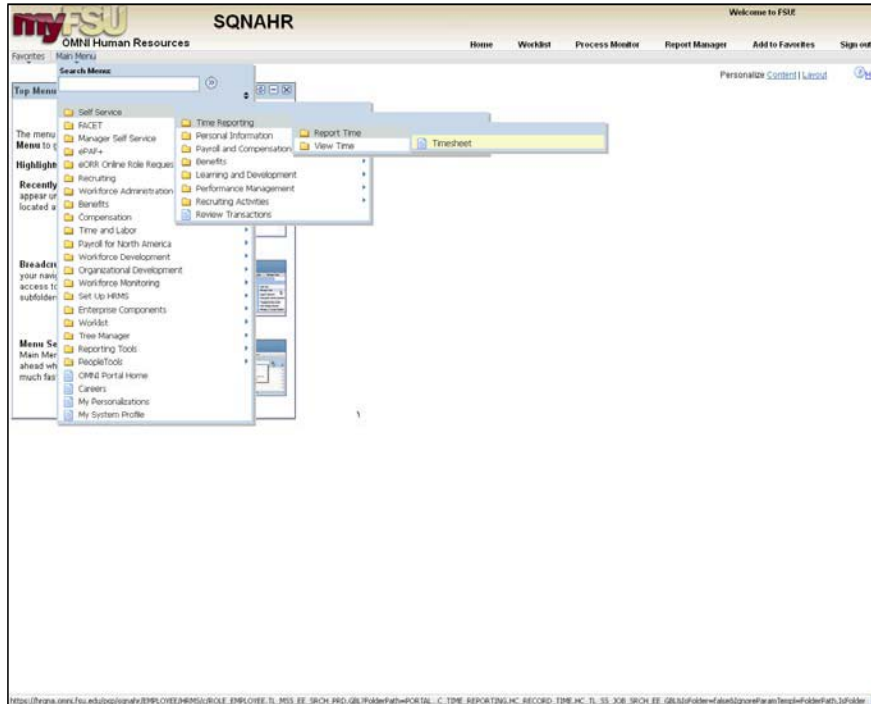 myFSU
SQNAHR
Welcome to FSU!
OMNI Human Resources
Home Worklist Process Monitor Report Manager Add to Favorites Sign out
Favorites Main Menu
Search Menu:
Personalize Content | Layout
Top Menu
Self Service
FACET
Manager Self Service
ePAF+
eORR Online Role Reques
Recruiting
Workforce Administration
Benefits
Compensation
Time and Labor
Payroll for North America
Workforce Development
Organizational Development
Workforce Monitoring
Set Up HRMS
Enterprise Components
Worklist
Tree Manager
Reporting Tools
PeopleTools
OMNI Portal Home
Careers
My Personalizations
My System Profile
Time Reporting
Personal Information
Payroll and Compensation
Benefits
Learning and Development
Performance Management
Recruiting Activities
Review Transactions
Report Time
View Time
Timesheet
The menu
Menu to
Highlight
Recently
appear un
located a
Breadcru
your navig
access to
subfolder
Menu Se
Main Mer
ahead wh
much fas